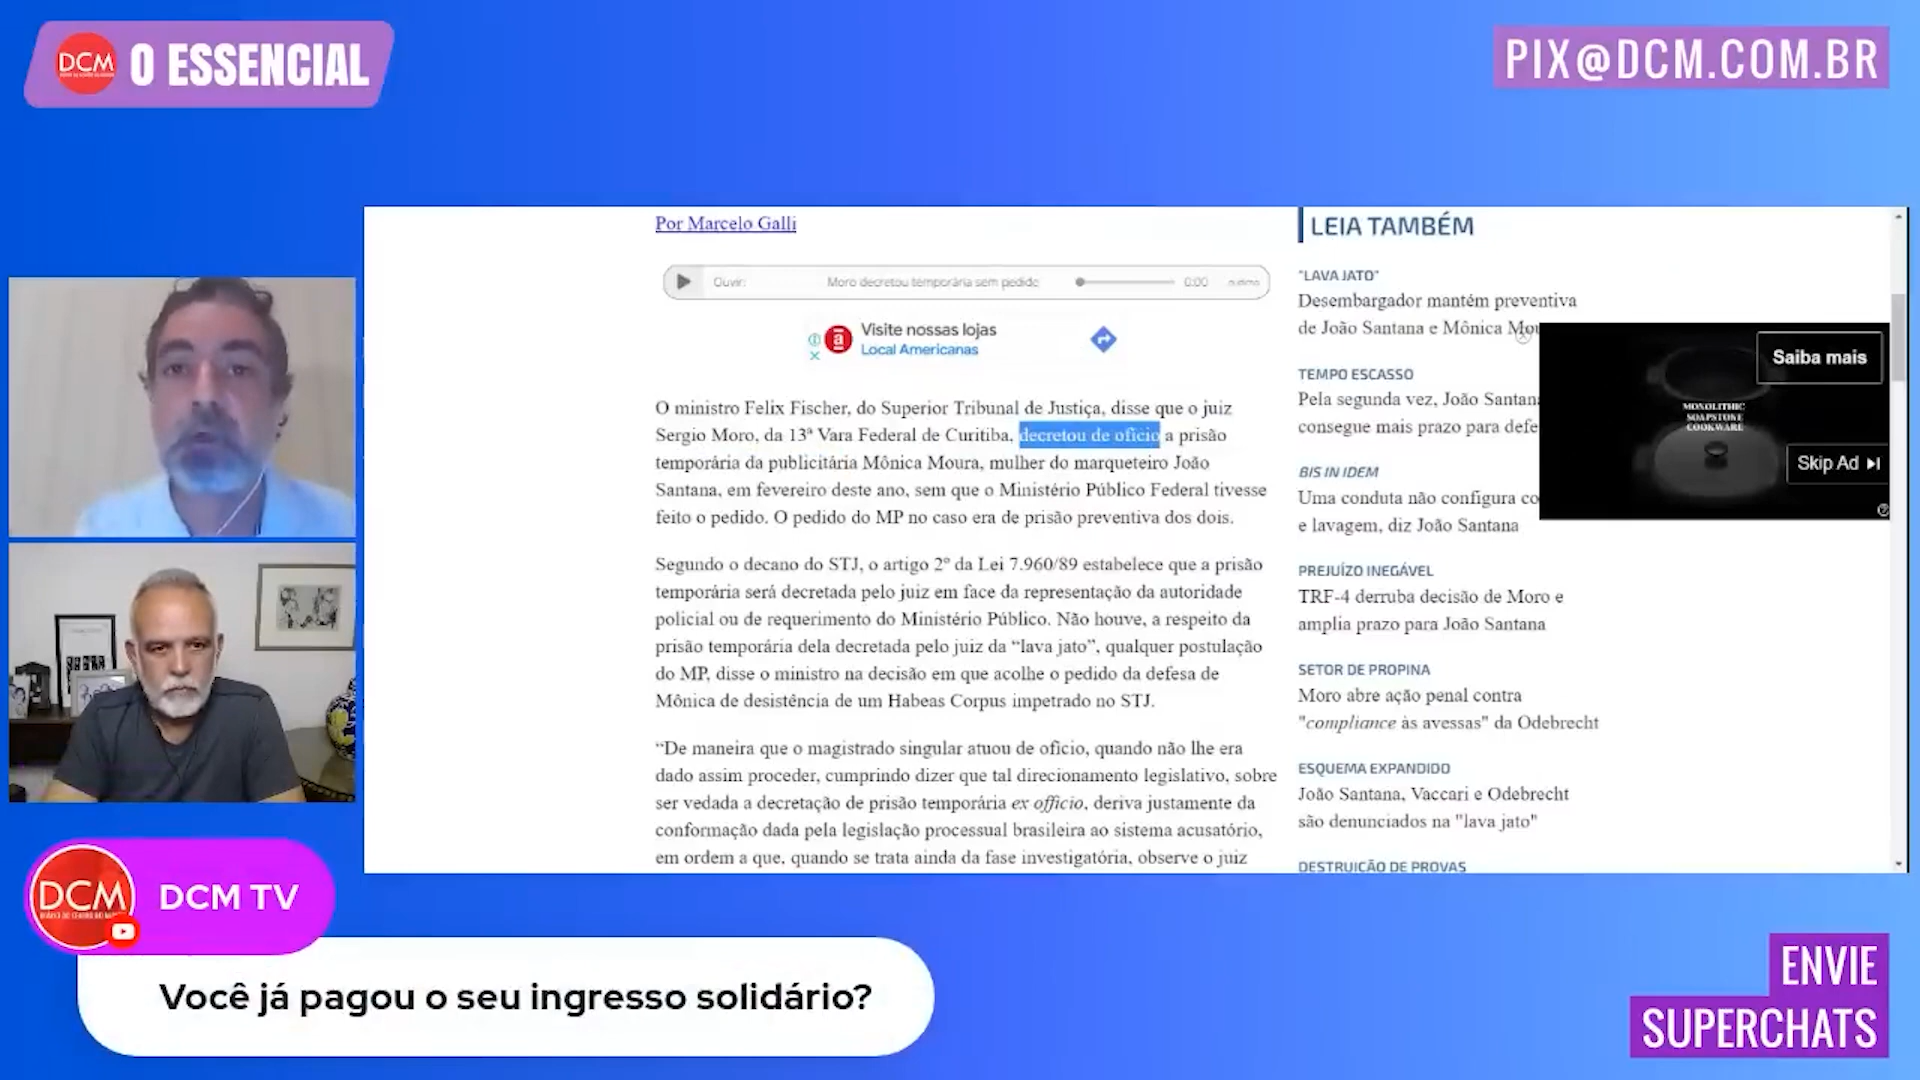 DCM
O ESSENCIAL
PIX@DCM.COM.BR
Por Marcelo Galli
Ouvir: Moro decretou temporária sem pedido 0:00
Visite nossas lojas
Local Americanas
O ministro Felix Fischer, do Superior Tribunal de Justiça, disse que o juiz
Sergio Moro, da 13ª Vara Federal de Curitiba, decretou de ofício a prisão
temporária da publicitária Mônica Moura, mulher do marqueteiro João
Santana, em fevereiro deste ano, sem que o Ministério Público Federal tivesse
feito o pedido. O pedido do MP no caso era de prisão preventiva dos dois.
Segundo o decano do STJ, o artigo 2º da Lei 7.960/89 estabelece que a prisão
temporária será decretada pelo juiz em face da representação da autoridade
policial ou de requerimento do Ministério Público. Não houve, a respeito da
prisão temporária dela decretada pelo juiz da “lava jato”, qualquer postulação
do MP, disse o ministro na decisão em que acolhe o pedido da defesa de
Mônica de desistência de um Habeas Corpus impetrado no STJ.
“De maneira que o magistrado singular atuou de ofício, quando não lhe era
dado assim proceder, cumprindo dizer que tal direcionamento legislativo, sobre
ser vedada a decretação de prisão temporária ex officio, deriva justamente da
conformação dada pela legislação processual brasileira ao sistema acusatório,
em ordem a que, quando se trata ainda da fase investigatória, observe o juiz
LEIA TAMBÉM
"LAVA JATO"
Desembargador mantém preventiva
de João Santana e Mônica Mou
TEMPO ESCASSO
Pela segunda vez, João Santana
consegue mais prazo para defe
BIS IN IDEM
Uma conduta não configura co
e lavagem, diz João Santana
PREJUÍZO INEGÁVEL
TRF-4 derruba decisão de Moro e
amplia prazo para João Santana
SETOR DE PROPINA
Moro abre ação penal contra
"compliance às avessas" da Odebrecht
ESQUEMA EXPANDIDO
João Santana, Vaccari e Odebrecht
são denunciados na "lava jato"
DESTRUIÇÃO DE PROVAS
Saiba mais
MONOLITHIC
SOAPSTONE
COOKWARE
Skip Ad
DCM
DCM TV
Você já pagou o seu ingresso solidário?
ENVIE
SUPERCHATS